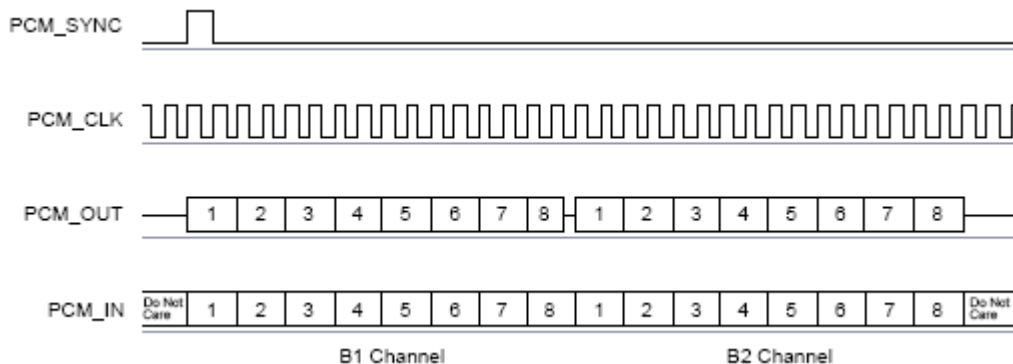 PCM_SYNC
PCM_CLK
PCM_OUT 1 2 3 4 5 6 7 8 1 2 3 4 5 6 7 8
PCM_IN Do Not Care 1 2 3 4 5 6 7 8 1 2 3 4 5 6 7 8 Do Not Care
B1 Channel B2 Channel